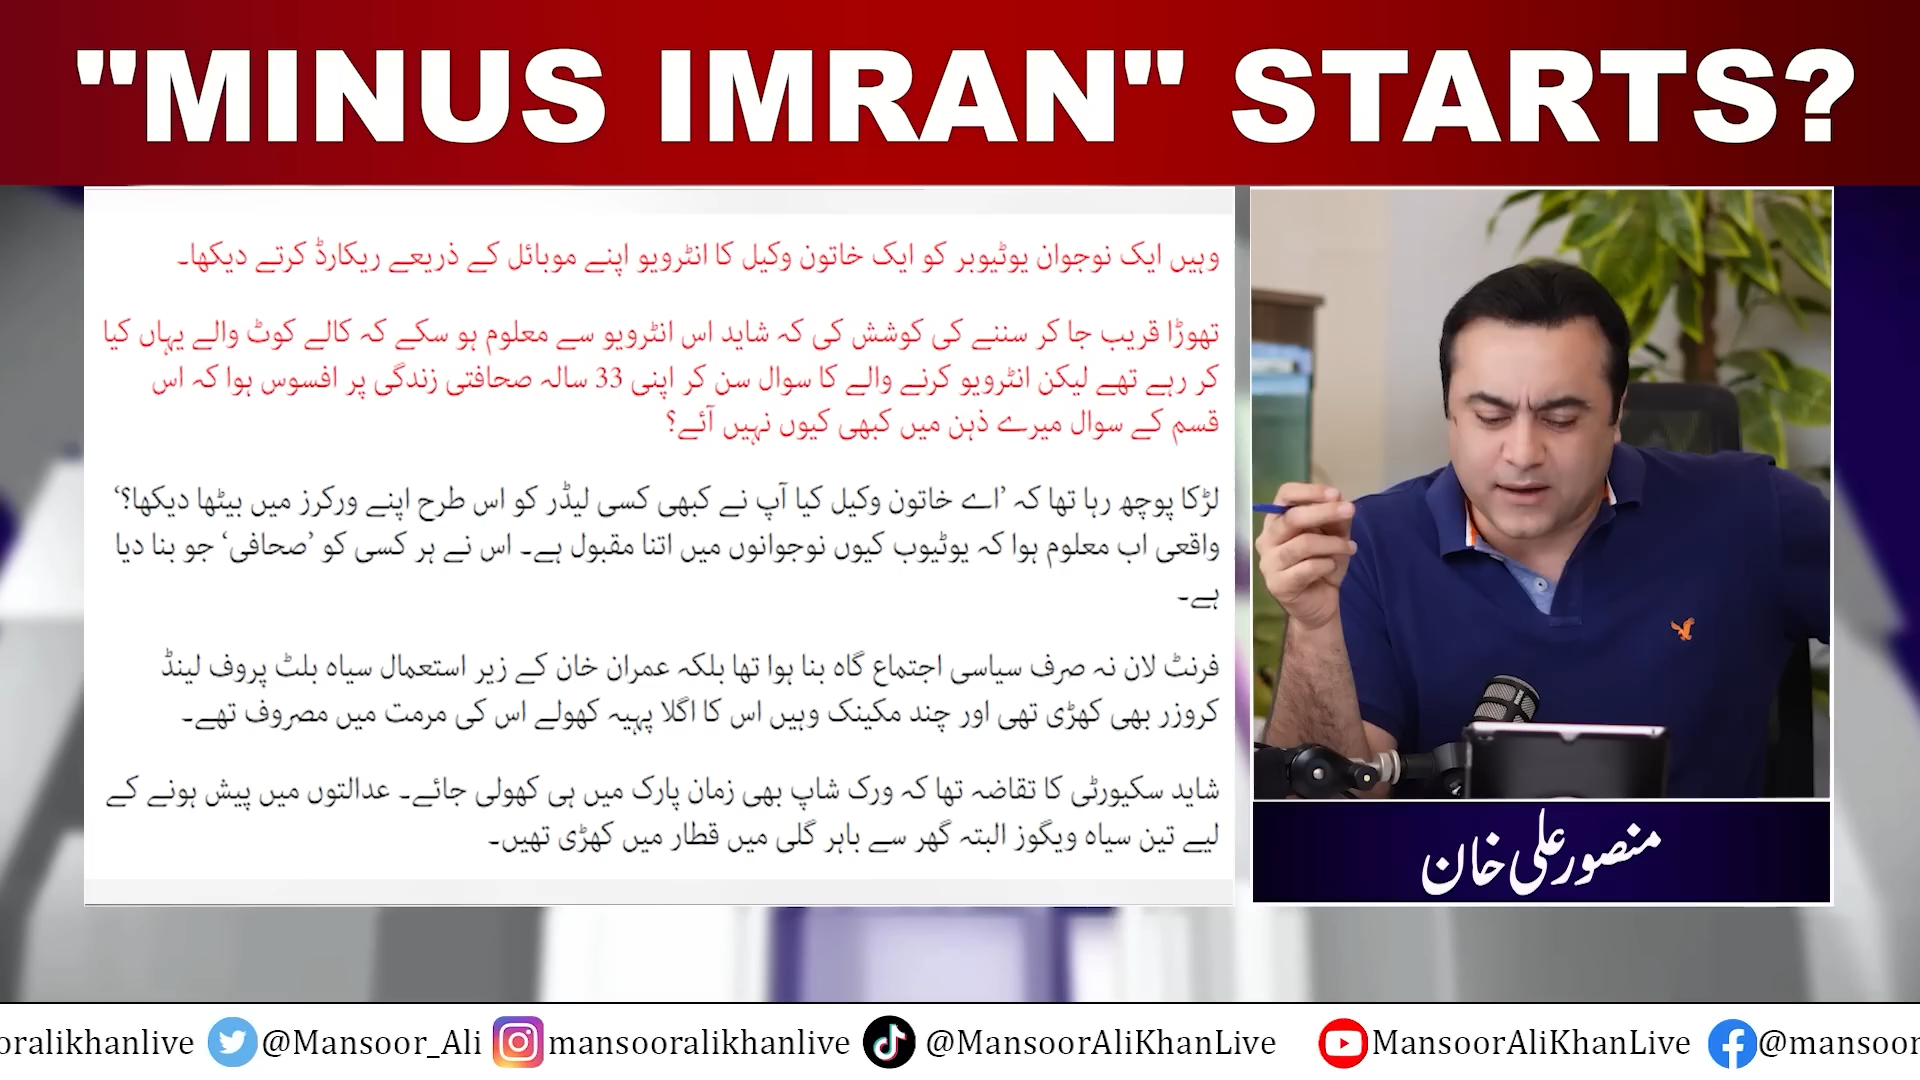 "MINUS IMRAN" STARTS?
وہیں ایک نوجوان یوٹیوبر کو ایک خاتون وکیل کا انٹرویو اپنے موبائل کے ذریعے ریکارڈ کرتے دیکھا۔
تھوڑا قریب جا کر سننے کی کوشش کی کہ شاید اس انٹرویو سے معلوم ہو سکے کہ کالے کوٹ والے یہاں کیا
کر رہے تھے لیکن انٹرویو کرنے والے کا سوال سن کر اپنی 33 سالہ صحافتی زندگی پر افسوس ہوا کہ اس
قسم کے سوال میرے ذہن میں کبھی کیوں نہیں آئے؟
لڑکا پوچھ رہا تھا کہ ’اے خاتون وکیل کیا آپ نے کبھی کسی لیڈر کو اس طرح اپنے ورکرز میں بیٹھا دیکھا؟‘
واقعی اب معلوم ہوا کہ یوٹیوب کیوں نوجوانوں میں اتنا مقبول ہے۔ اس نے ہر کسی کو ’صحافی‘ جو بنا دیا
ہے۔
فرنٹ لان نہ صرف سیاسی اجتماع گاہ بنا ہوا تھا بلکہ عمران خان کے زیر استعمال سیاہ بلٹ پروف لینڈ
کروزر بھی کھڑی تھی اور چند مکینک وہیں اس کا اگلا پہیہ کھولے اس کی مرمت میں مصروف تھے۔
شاید سکیورٹی کا تقاضہ تھا کہ ورک شاپ بھی زمان پارک میں ہی کھولی جائے۔ عدالتوں میں پیش ہونے کے
لیے تین سیاہ ویگوز البتہ گھر سے باہر گلی میں قطار میں کھڑی تھیں۔
منصور علی خان
ooralikhanlive @Mansoor_Ali mansooralikhanlive @MansoorAliKhanLive MansoorAliKhanLive @mansoor